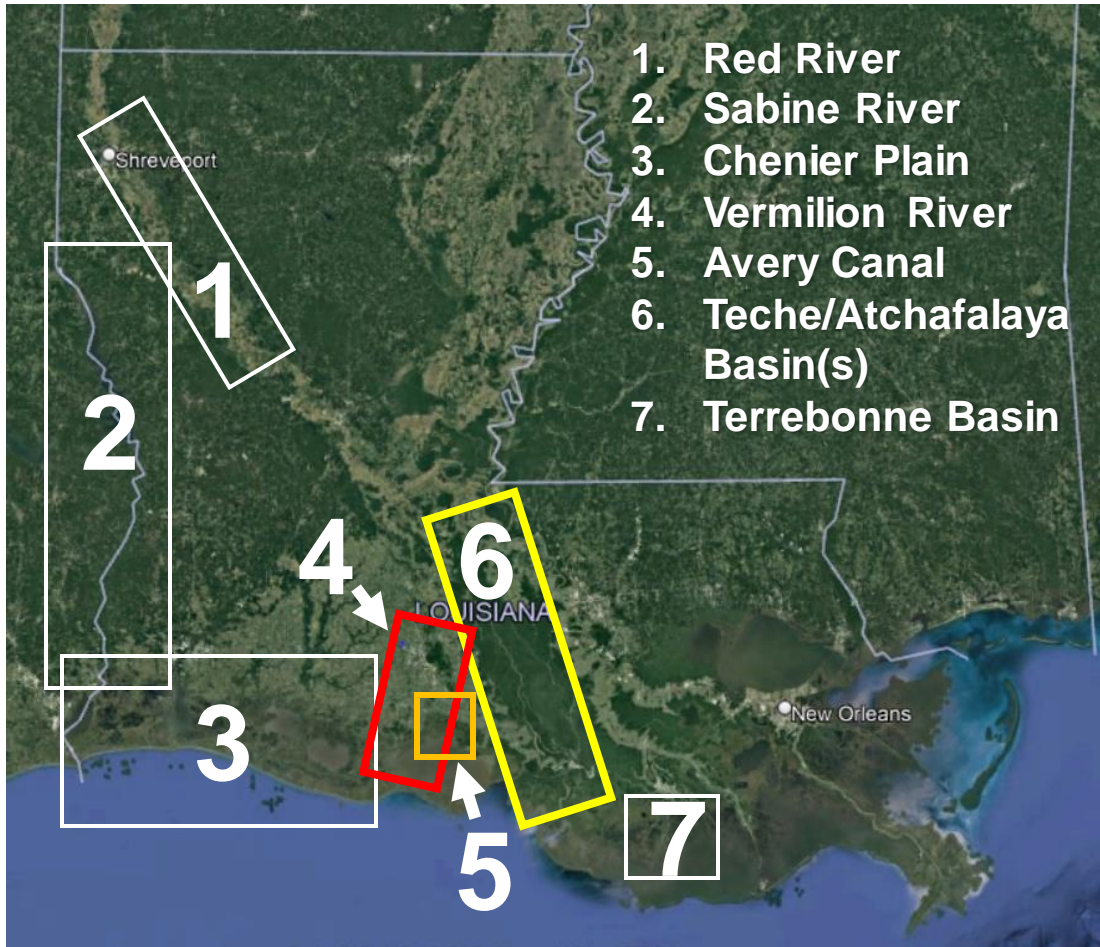 1. Red River
2. Sabine River
3. Chenier Plain
4. Vermilion River
5. Avery Canal
6. Teche/Atchafalaya
Basin(s)
7. Terrebonne Basin
Shreveport
1
2
4
6
LOUISIANA
3
New Orleans
7
5